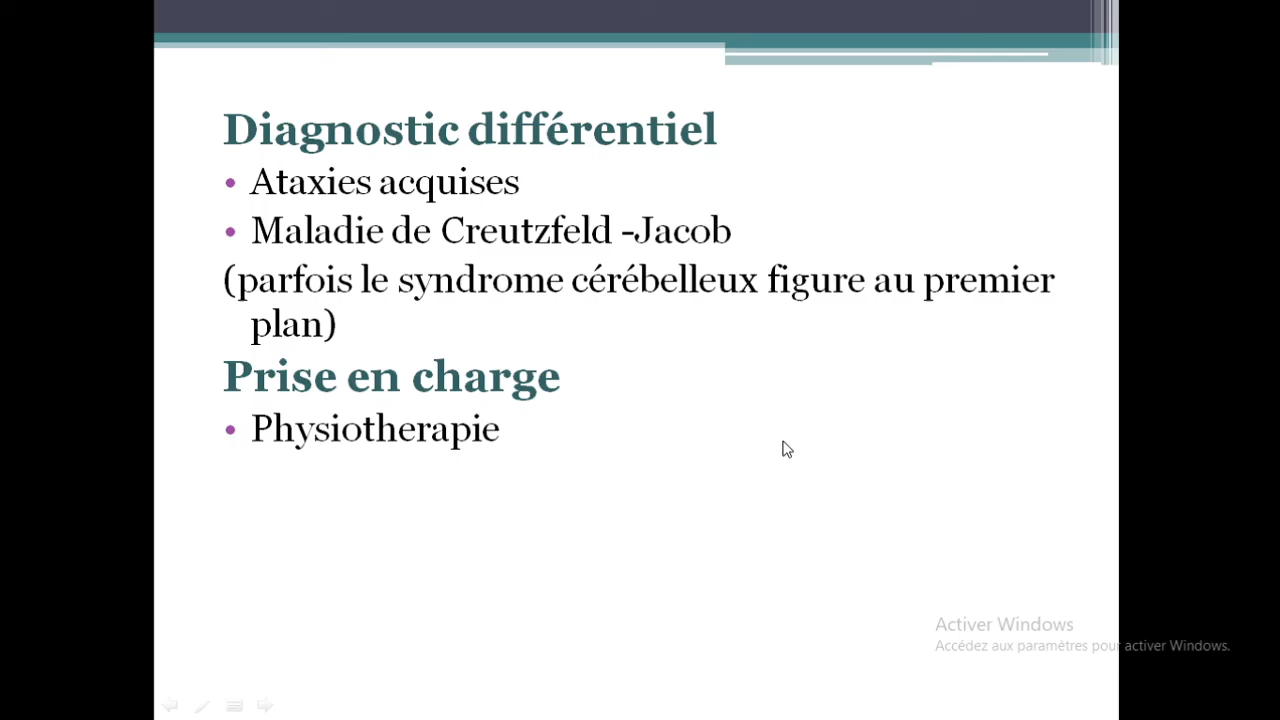 Diagnostic différentiel
• Ataxies acquises
• Maladie de Creutzfeld -Jacob
(parfois le syndrome cérébelleux figure au premier
plan)
Prise en charge
• Physiotherapie
Activer Windows
Accédez aux paramètres pour activer Windows.